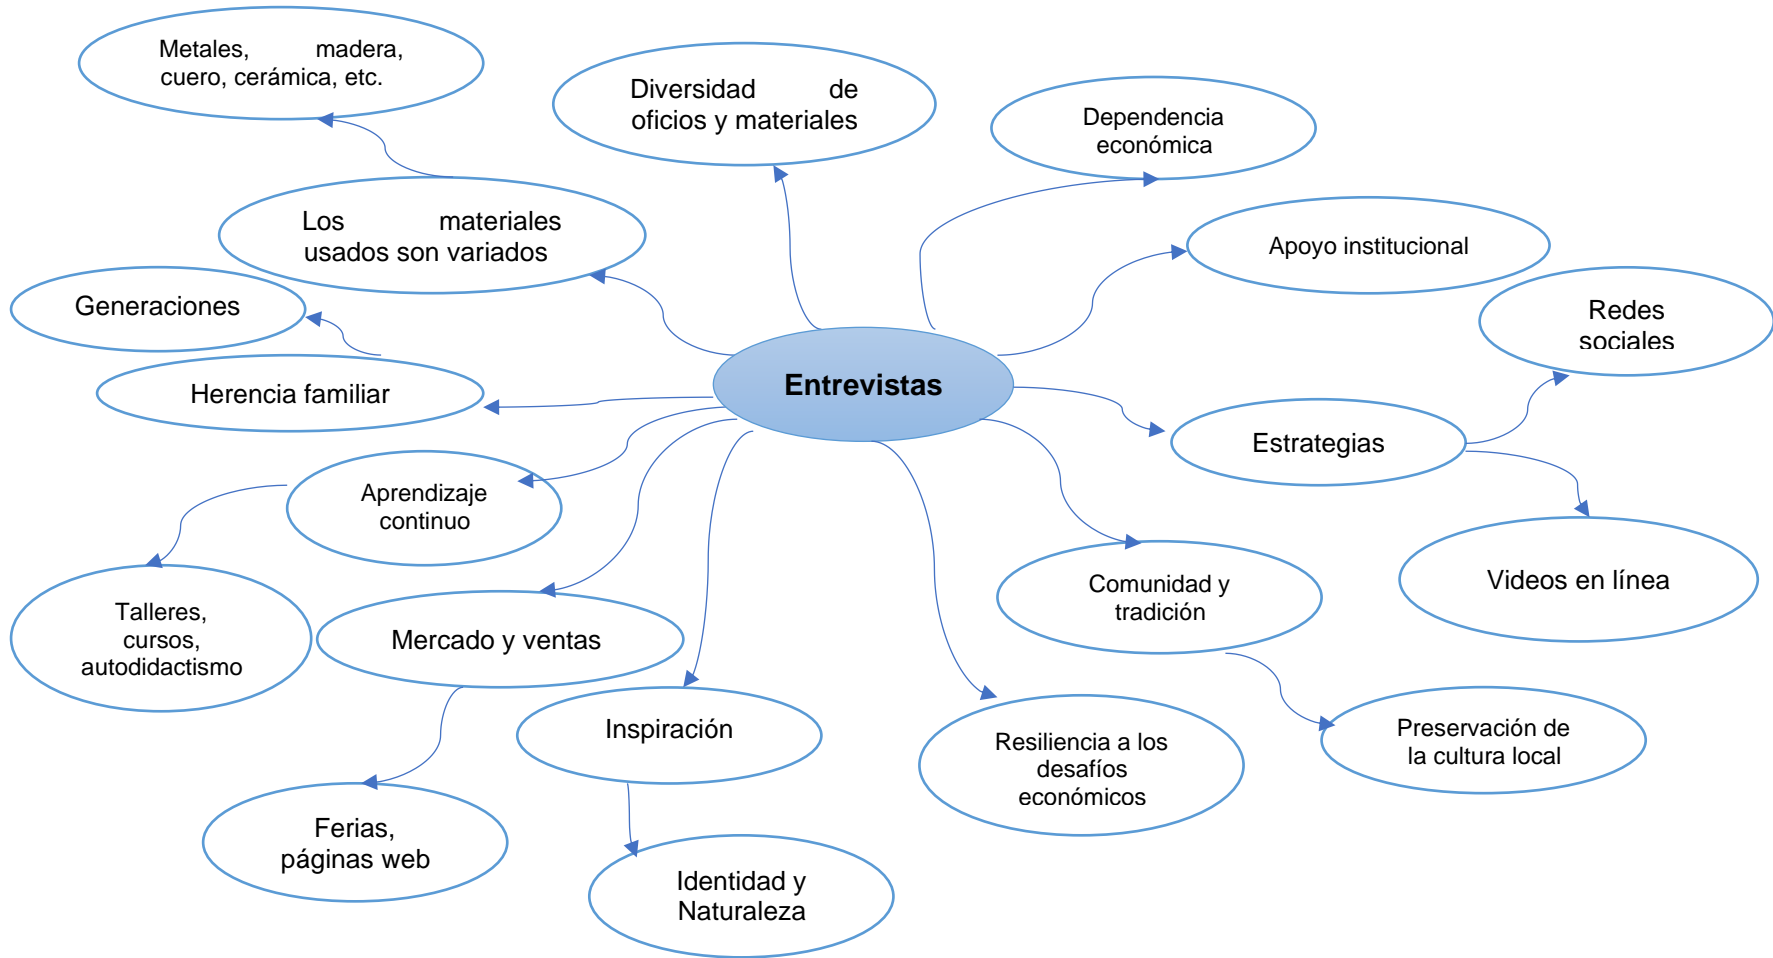 Metales, madera,
cuero, cerámica, etc.
Diversidad de
oficios y materiales
Dependencia
económica
Los materiales
usados son variados
Apoyo institucional
Generaciones
Redes
sociales
Herencia familiar
Entrevistas
Estrategias
Aprendizaje
continuo
Videos en línea
Comunidad y
tradición
Talleres,
cursos,
autodidactismo
Mercado y ventas
Inspiración
Resiliencia a los
desafíos
económicos
Preservación de
la cultura local
Ferias,
páginas web
Identidad y
Naturaleza